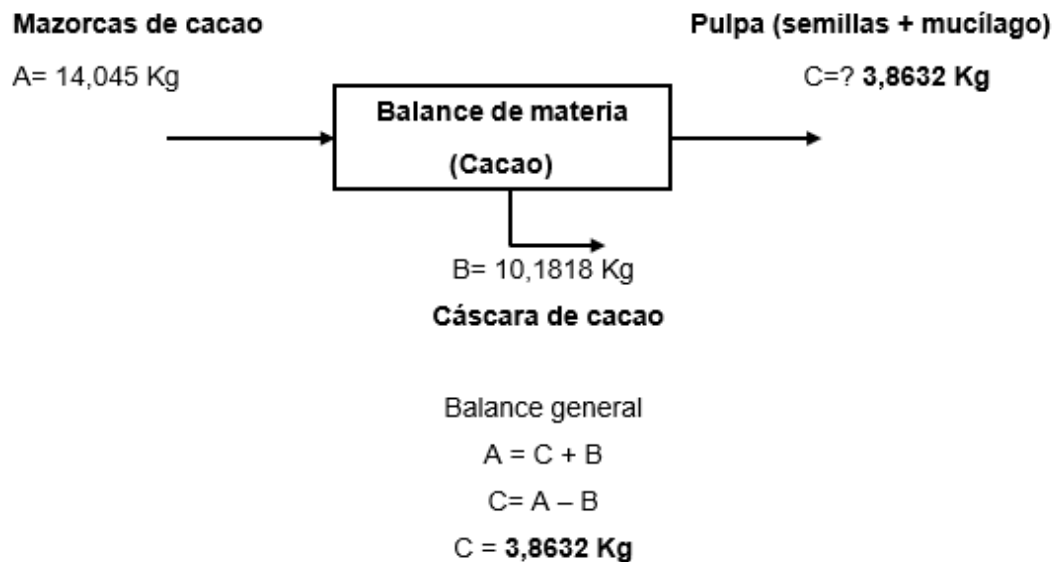 Mazorcas de cacao
A= 14,045 Kg
Pulpa (semillas + mucílago)
C=? 3,8632 Kg
Balance de materia
(Cacao)
B= 10,1818 Kg
Cáscara de cacao
Balance general
A = C + B
C= A – B
C = 3,8632 Kg